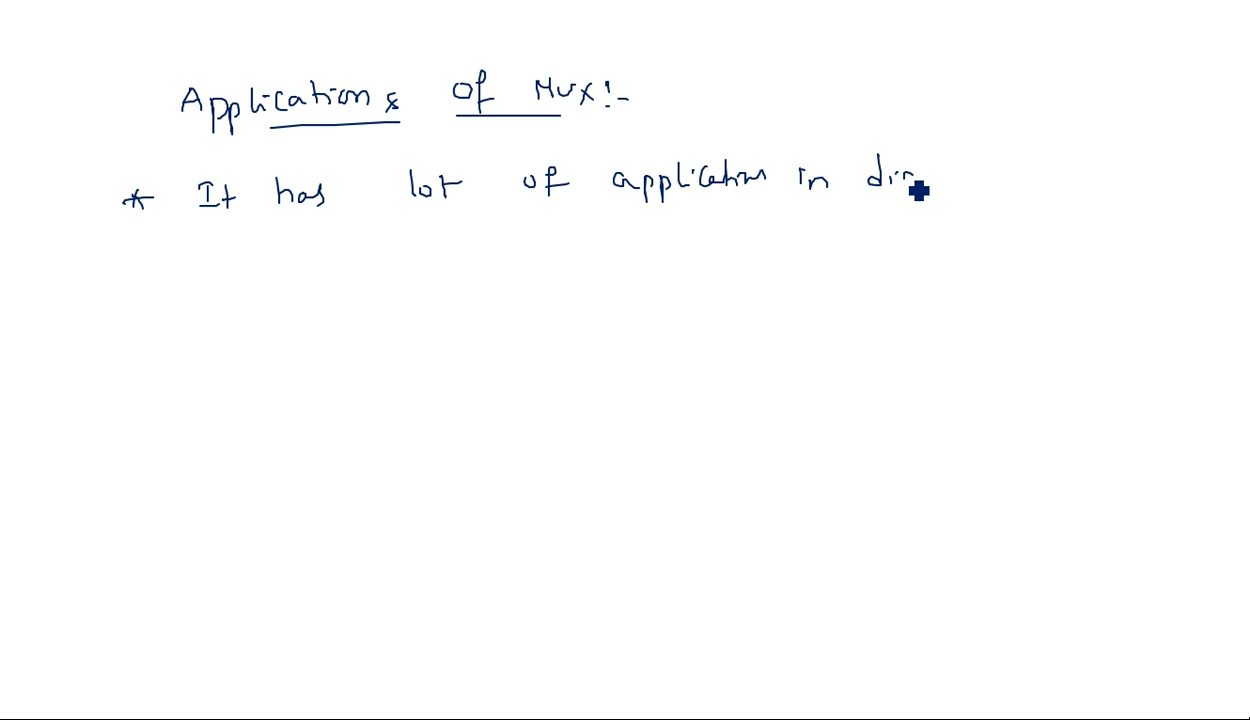 Applications of Mux:-
* It has lot of application in